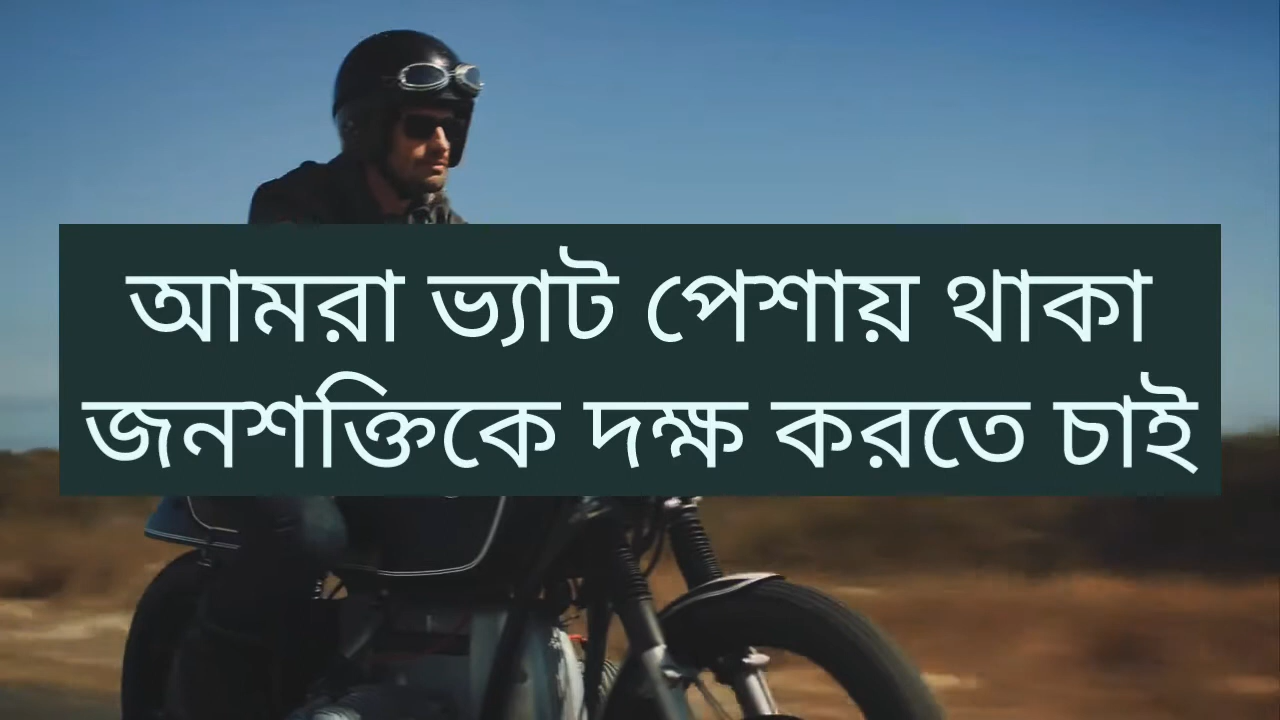 আমরা ভ্যাট পেশায় থাকা
জনশক্তিকে দক্ষ করতে চাই